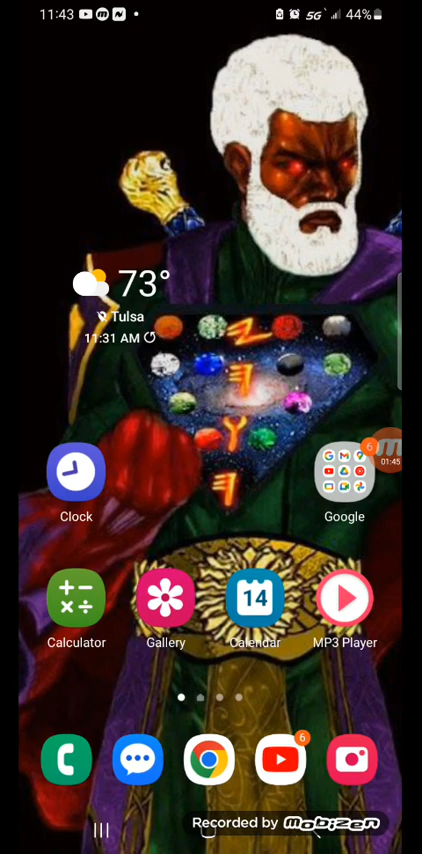 11:43 5G 44%
73°
Tulsa
11:31 AM
𐤉
𐤄
𐤅
𐤄
6
01:45
Clock
Google
+ −
× ÷
14
Calculator
Gallery
Calendar
MP3 Player
6
Recorded by mobizen